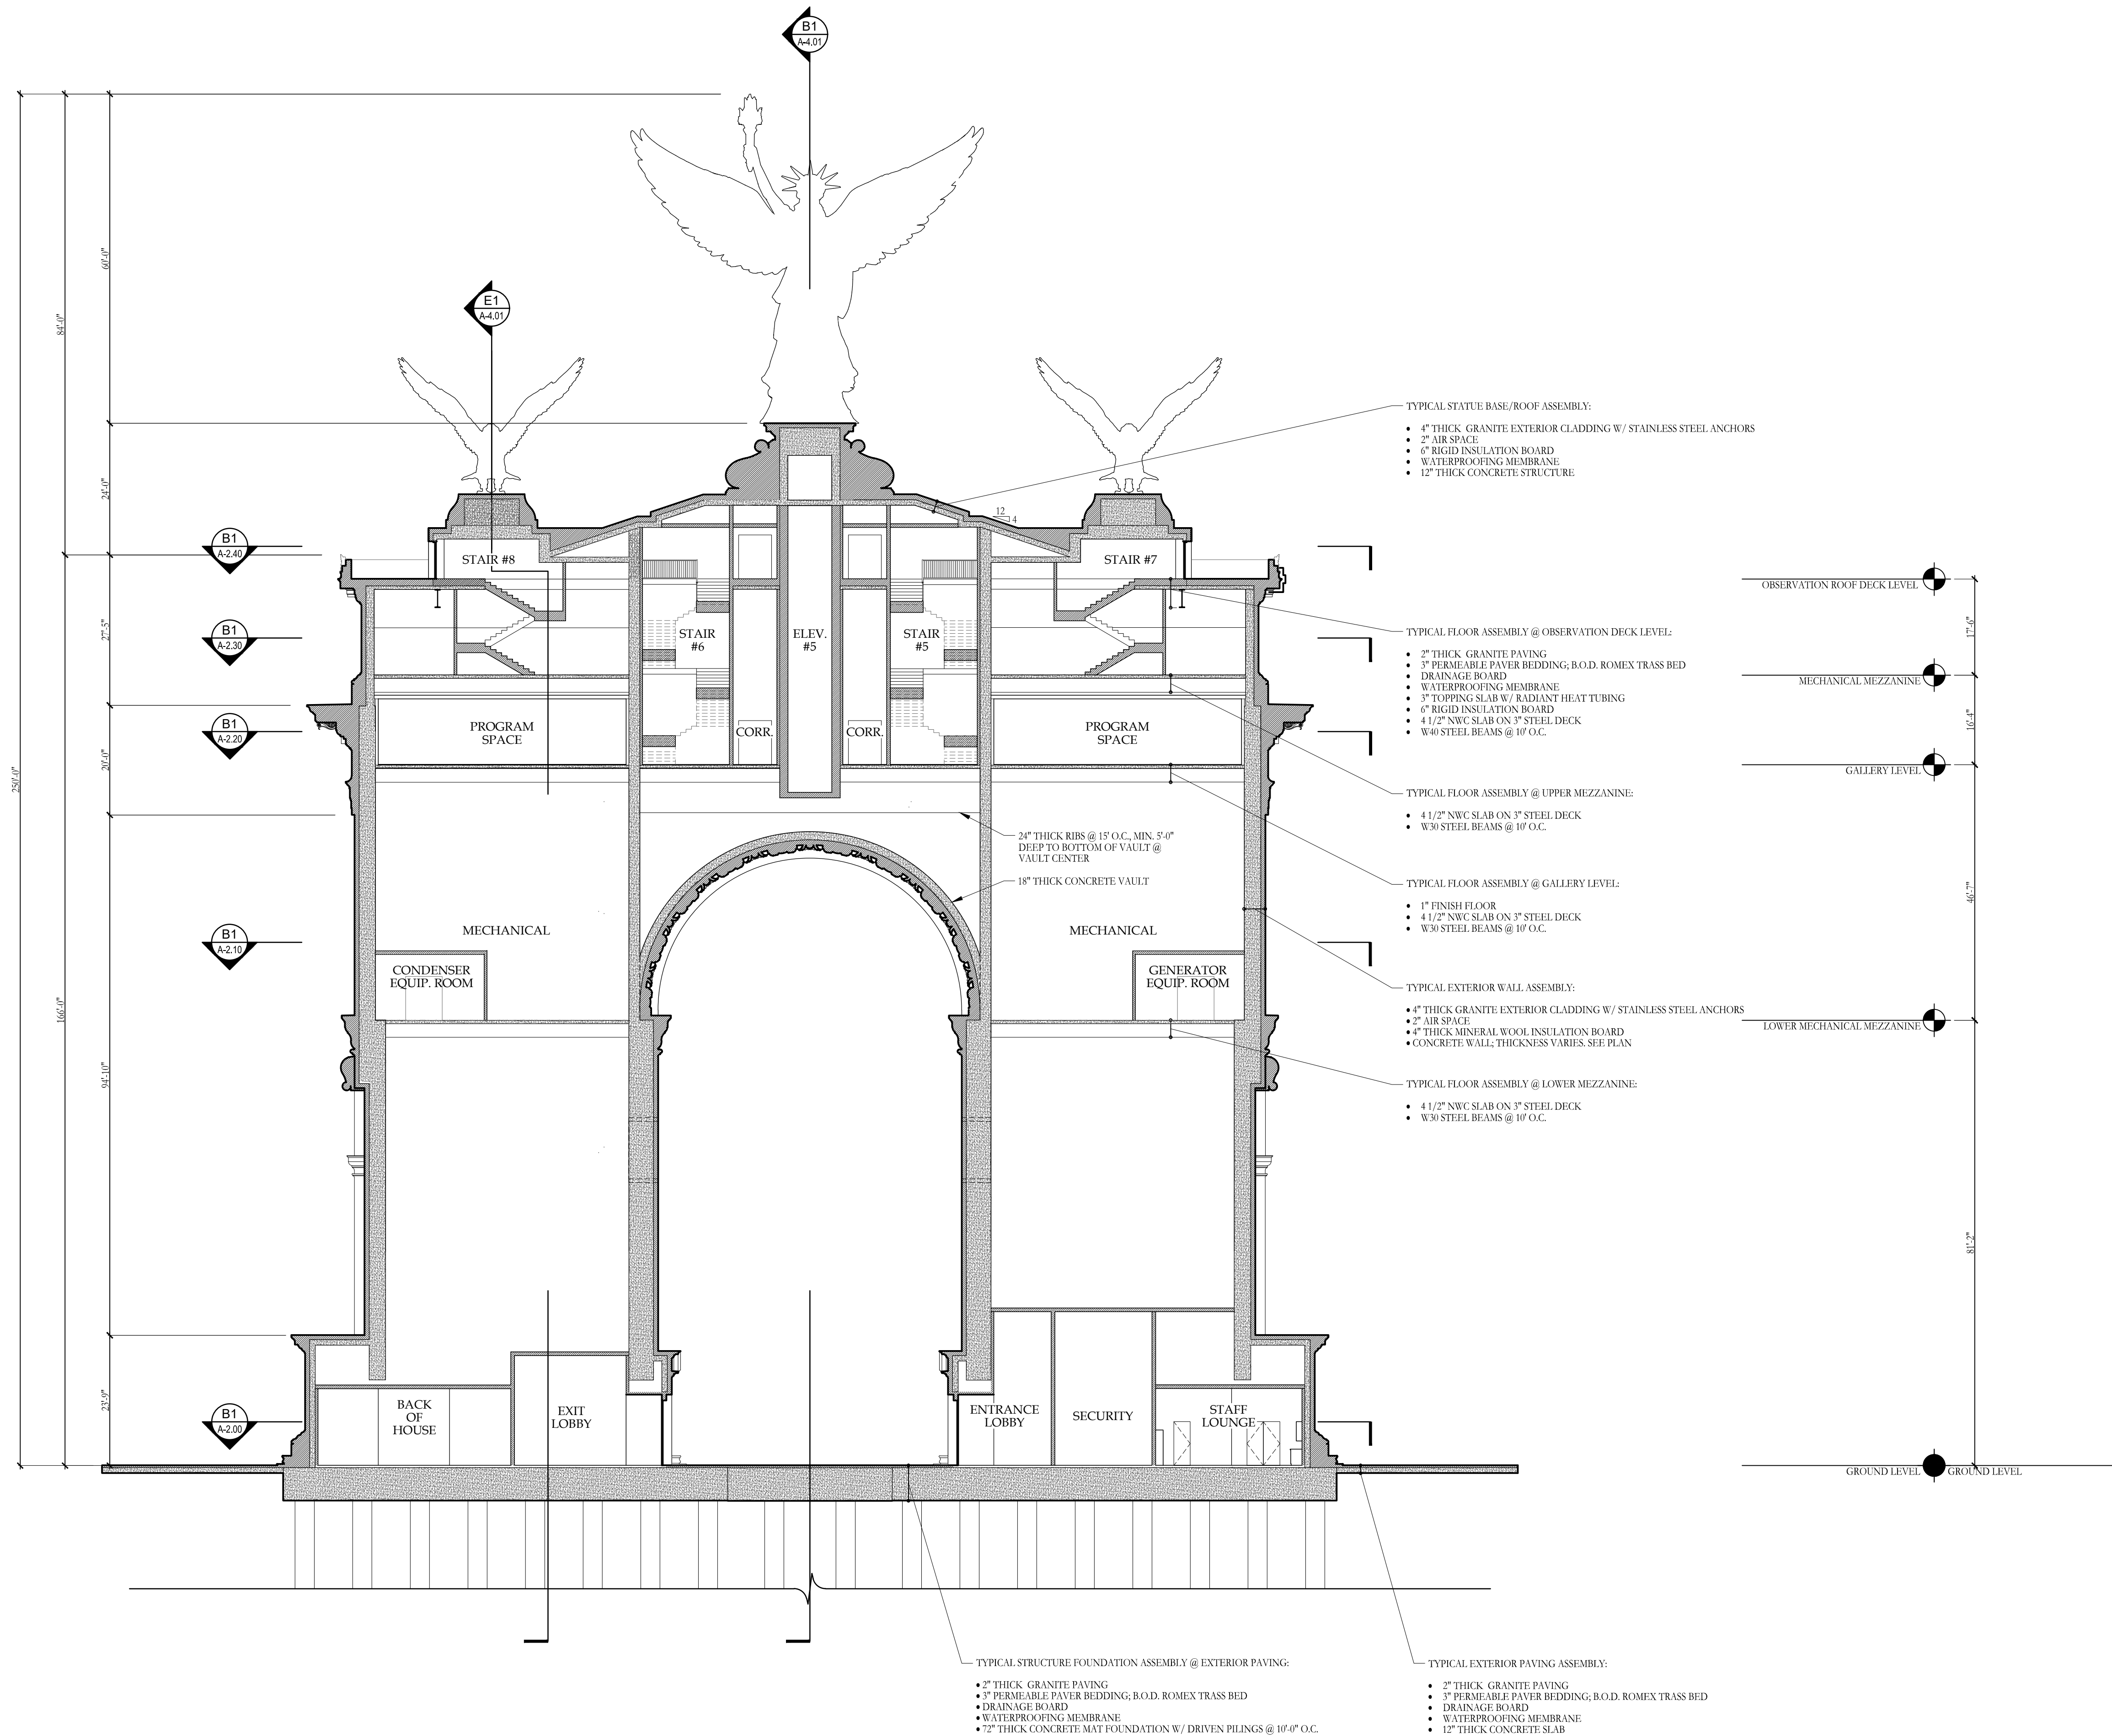 B1
A-4.01
E1
A-4.01
250'-0"
84'-0"
166'-0"
60'-0"
24'-0"
27'-5"
20'-0"
94'-10"
23'-9"
B1
A-2.40
B1
A-2.30
B1
A-2.20
B1
A-2.10
B1
A-2.00
12
4
STAIR #8
STAIR #7
STAIR
#6
ELEV.
#5
STAIR
#5
PROGRAM
SPACE
CORR.
CORR.
PROGRAM
SPACE
24" THICK RIBS @ 15' O.C., MIN. 5'-0"
DEEP TO BOTTOM OF VAULT @
VAULT CENTER
18" THICK CONCRETE VAULT
MECHANICAL
MECHANICAL
CONDENSER
EQUIP. ROOM
GENERATOR
EQUIP. ROOM
BACK
OF
HOUSE
EXIT
LOBBY
ENTRANCE
LOBBY
SECURITY
STAFF
LOUNGE
TYPICAL STATUE BASE/ROOF ASSEMBLY:
• 4" THICK GRANITE EXTERIOR CLADDING W/ STAINLESS STEEL ANCHORS
• 2" AIR SPACE
• 6" RIGID INSULATION BOARD
• WATERPROOFING MEMBRANE
• 12" THICK CONCRETE STRUCTURE
TYPICAL FLOOR ASSEMBLY @ OBSERVATION DECK LEVEL:
• 2" THICK GRANITE PAVING
• 3" PERMEABLE PAVER BEDDING; B.O.D. ROMEX TRASS BED
• DRAINAGE BOARD
• WATERPROOFING MEMBRANE
• 3" TOPPING SLAB W/ RADIANT HEAT TUBING
• 6" RIGID INSULATION BOARD
• 4 1/2" NWC SLAB ON 3" STEEL DECK
• W40 STEEL BEAMS @ 10' O.C.
TYPICAL FLOOR ASSEMBLY @ UPPER MEZZANINE:
• 4 1/2" NWC SLAB ON 3" STEEL DECK
• W30 STEEL BEAMS @ 10' O.C.
TYPICAL FLOOR ASSEMBLY @ GALLERY LEVEL:
• 1" FINISH FLOOR
• 4 1/2" NWC SLAB ON 3" STEEL DECK
• W30 STEEL BEAMS @ 10' O.C.
TYPICAL EXTERIOR WALL ASSEMBLY:
• 4" THICK GRANITE EXTERIOR CLADDING W/ STAINLESS STEEL ANCHORS
• 2" AIR SPACE
• 4" THICK MINERAL WOOL INSULATION BOARD
• CONCRETE WALL; THICKNESS VARIES. SEE PLAN
TYPICAL FLOOR ASSEMBLY @ LOWER MEZZANINE:
• 4 1/2" NWC SLAB ON 3" STEEL DECK
• W30 STEEL BEAMS @ 10' O.C.
OBSERVATION ROOF DECK LEVEL
17'-6"
MECHANICAL MEZZANINE
16'-4"
GALLERY LEVEL
46'-7"
LOWER MECHANICAL MEZZANINE
81'-2"
GROUND LEVEL
GROUND LEVEL
TYPICAL STRUCTURE FOUNDATION ASSEMBLY @ EXTERIOR PAVING:
• 2" THICK GRANITE PAVING
• 3" PERMEABLE PAVER BEDDING; B.O.D. ROMEX TRASS BED
• DRAINAGE BOARD
• WATERPROOFING MEMBRANE
• 72" THICK CONCRETE MAT FOUNDATION W/ DRIVEN PILINGS @ 10'-0" O.C.
TYPICAL EXTERIOR PAVING ASSEMBLY:
• 2" THICK GRANITE PAVING
• 3" PERMEABLE PAVER BEDDING; B.O.D. ROMEX TRASS BED
• DRAINAGE BOARD
• WATERPROOFING MEMBRANE
• 12" THICK CONCRETE SLAB